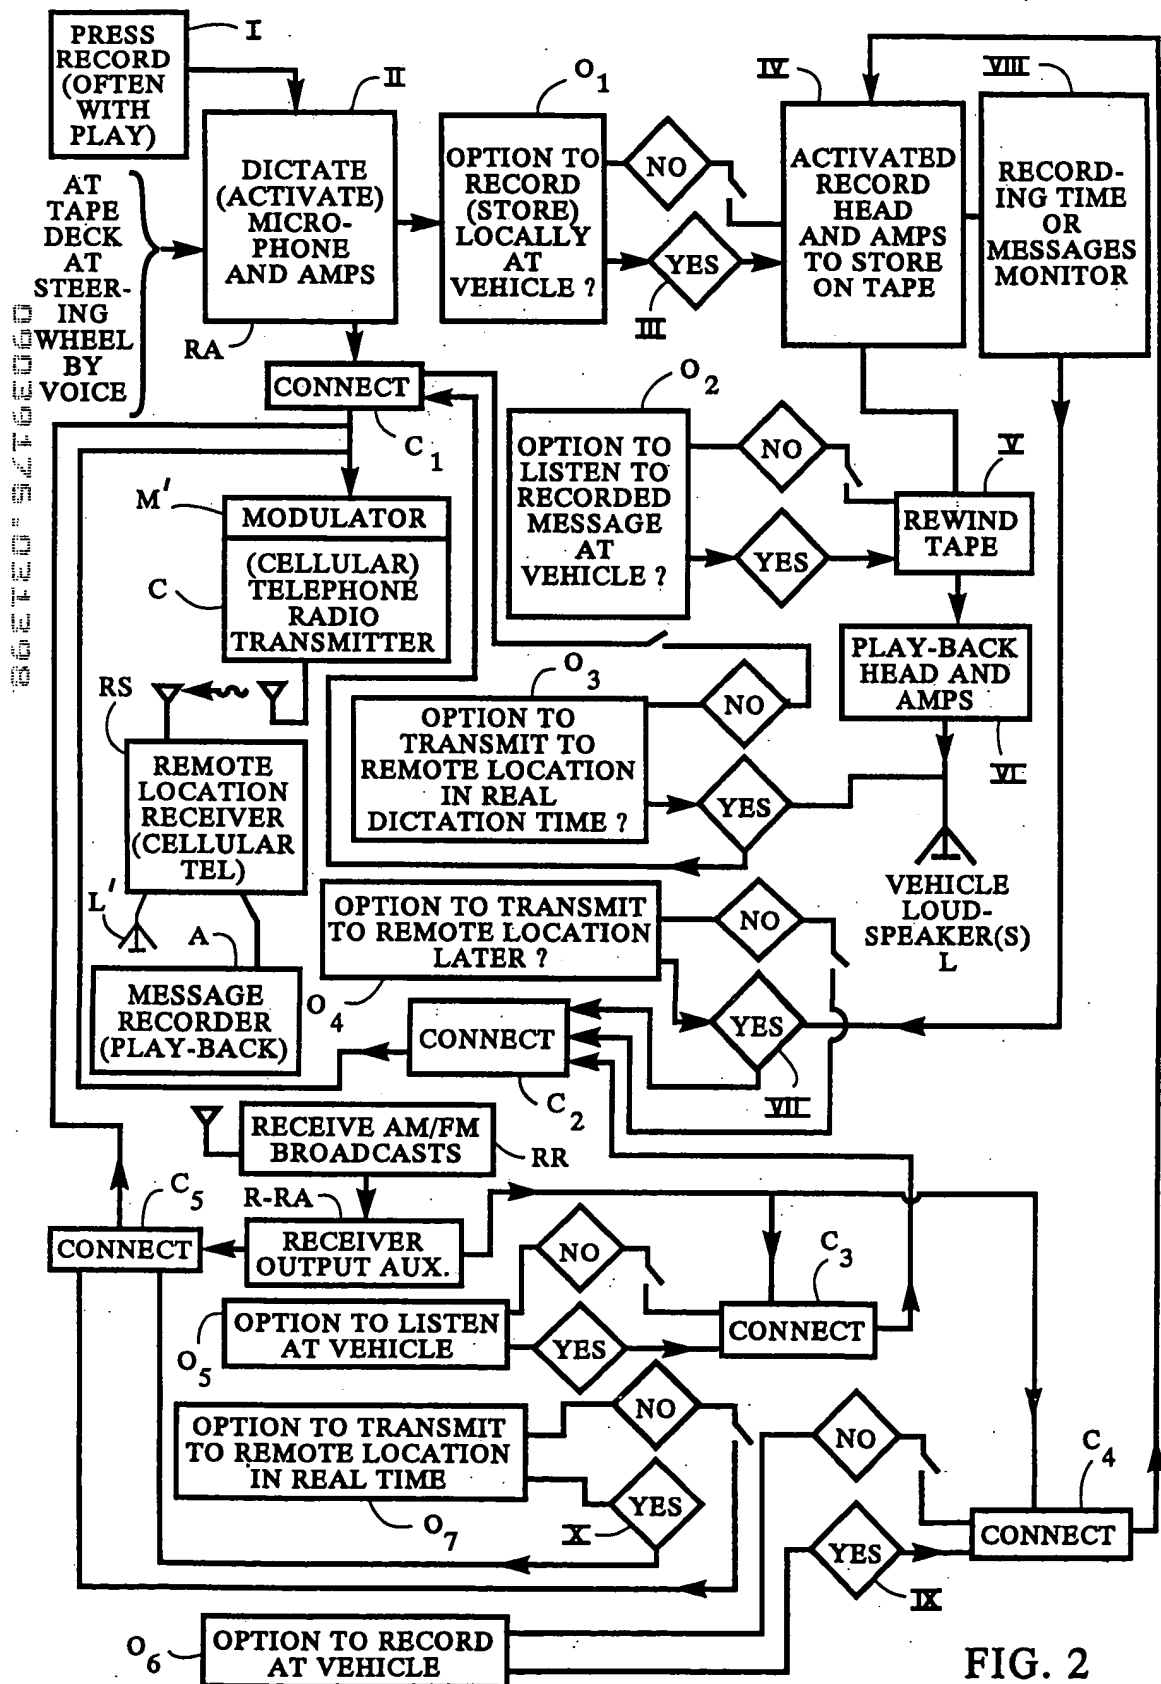 I
PRESS
RECORD
(OFTEN
WITH
PLAY)
II
DICTATE
(ACTIVATE)
MICRO-
PHONE
AND AMPS
RA
AT
TAPE
DECK
AT
STEER-
ING
WHEEL
BY
VOICE
O1
OPTION TO
RECORD
(STORE)
LOCALLY
AT
VEHICLE ?
NO
YES
III
IV
ACTIVATED
RECORD
HEAD
AND AMPS
TO STORE
ON TAPE
VIII
RECORD-
ING TIME
OR
MESSAGES
MONITOR
CONNECT
C1
O2
OPTION TO
LISTEN TO
RECORDED
MESSAGE
AT
VEHICLE ?
NO
YES
V
REWIND
TAPE
M'
MODULATOR
C
(CELLULAR)
TELEPHONE
RADIO
TRANSMITTER
PLAY-BACK
HEAD AND
AMPS
VI
RS
REMOTE
LOCATION
RECEIVER
(CELLULAR
TEL)
O3
OPTION TO
TRANSMIT TO
REMOTE LOCATION
IN REAL
DICTATION TIME ?
NO
YES
VEHICLE
LOUD-
SPEAKER(S)
L
L'
A
MESSAGE
RECORDER
(PLAY-BACK)
OPTION TO TRANSMIT
TO REMOTE LOCATION
LATER ?
O4
NO
YES
VII
CONNECT
C2
RECEIVE AM/FM
BROADCASTS
RR
R-RA
RECEIVER
OUTPUT AUX.
C5
CONNECT
NO
YES
C3
CONNECT
OPTION TO LISTEN
AT VEHICLE
O5
OPTION TO TRANSMIT
TO REMOTE LOCATION
IN REAL TIME
O7
NO
YES
X
NO
YES
IX
C4
CONNECT
O6
OPTION TO RECORD
AT VEHICLE
FIG. 2